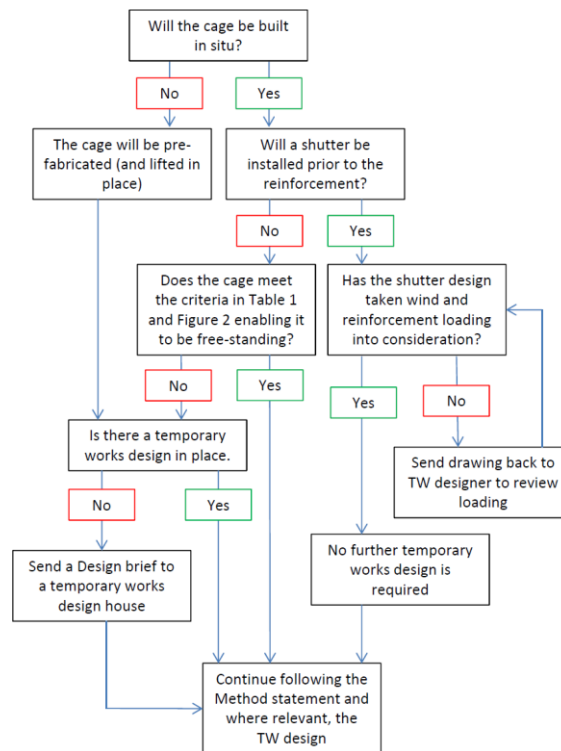 Will the cage be built
in situ?
No
Yes
The cage will be pre-
fabricated (and lifted in
place)
Will a shutter be
installed prior to the
reinforcement?
No
Yes
Does the cage meet
the criteria in Table 1
and Figure 2 enabling it
to be free-standing?
Has the shutter design
taken wind and
reinforcement loading
into consideration?
No
Yes
Yes
No
Is there a temporary
works design in place.
Send drawing back to
TW designer to review
loading
No
Yes
Send a Design brief to
a temporary works
design house
No further temporary
works design is
required
Continue following the
Method statement and
where relevant, the
TW design